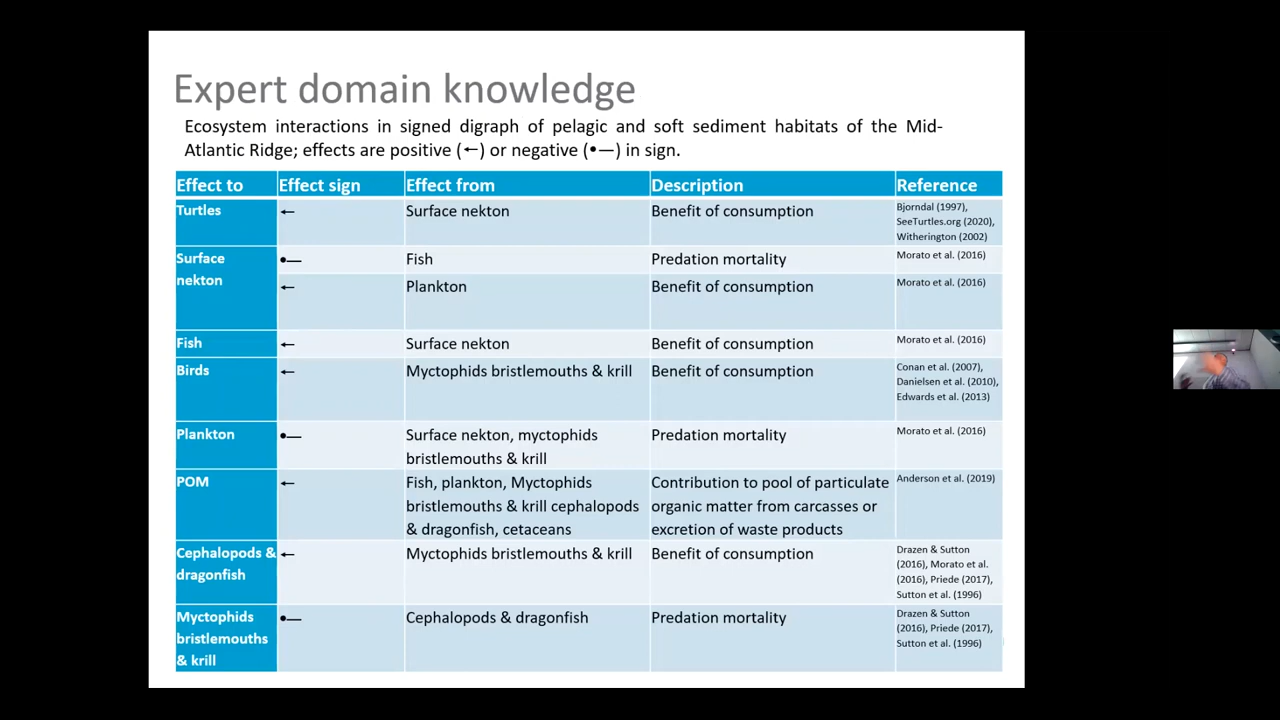 Expert domain knowledge
Ecosystem interactions in signed digraph of pelagic and soft sediment habitats of the Mid-
Atlantic Ridge; effects are positive (←) or negative (•—) in sign.
Effect to Effect sign Effect from Description Reference
Turtles ← Surface nekton Benefit of consumption Bjorndal (1997),
SeeTurtles.org (2020),
Witherington (2002)
Surface •— Fish Predation mortality Morato et al. (2016)
nekton ← Plankton Benefit of consumption Morato et al. (2016)
Fish ← Surface nekton Benefit of consumption Morato et al. (2016)
Birds ← Myctophids bristlemouths & krill Benefit of consumption Conan et al. (2007),
Danielsen et al. (2010),
Edwards et al. (2013)
Plankton •— Surface nekton, myctophids Predation mortality Morato et al. (2016)
bristlemouths & krill
POM ← Fish, plankton, Myctophids Contribution to pool of particulate Anderson et al. (2019)
bristlemouths & krill cephalopods organic matter from carcasses or
& dragonfish, cetaceans excretion of waste products
Cephalopods & ← Myctophids bristlemouths & krill Benefit of consumption Drazen & Sutton
dragonfish (2016), Morato et al.
(2016), Priede (2017),
Sutton et al. (1996)
Myctophids •— Cephalopods & dragonfish Predation mortality Drazen & Sutton
bristlemouths (2016), Priede (2017),
& krill Sutton et al. (1996)